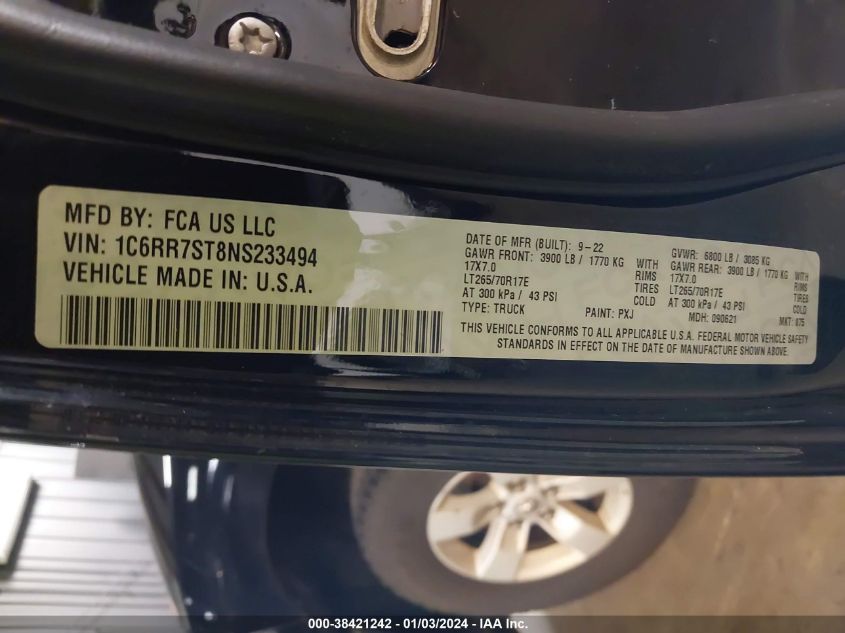 MFD BY: FCA US LLC
VIN: 1C6RR7ST8NS233494
VEHICLE MADE IN: U.S.A.
DATE OF MFR (BUILT): 9-22 GVWR: 6800 LB / 3085 KG
GAWR FRONT: 3900 LB / 1770 KG WITH GAWR REAR: 3900 LB / 1770 KG WITH
17X7.0 RIMS 17X7.0 RIMS
LT265/70R17E TIRES LT265/70R17E TIRES
AT 300 kPa / 43 PSI COLD AT 300 kPa / 43 PSI COLD
TYPE: TRUCK PAINT: PXJ MDH: 090621 MKT: 875
THIS VEHICLE CONFORMS TO ALL APPLICABLE U.S.A. FEDERAL MOTOR VEHICLE SAFETY
STANDARDS IN EFFECT ON THE DATE OF MANUFACTURE SHOWN ABOVE.
000-38421242 - 01/03/2024 - IAA Inc.